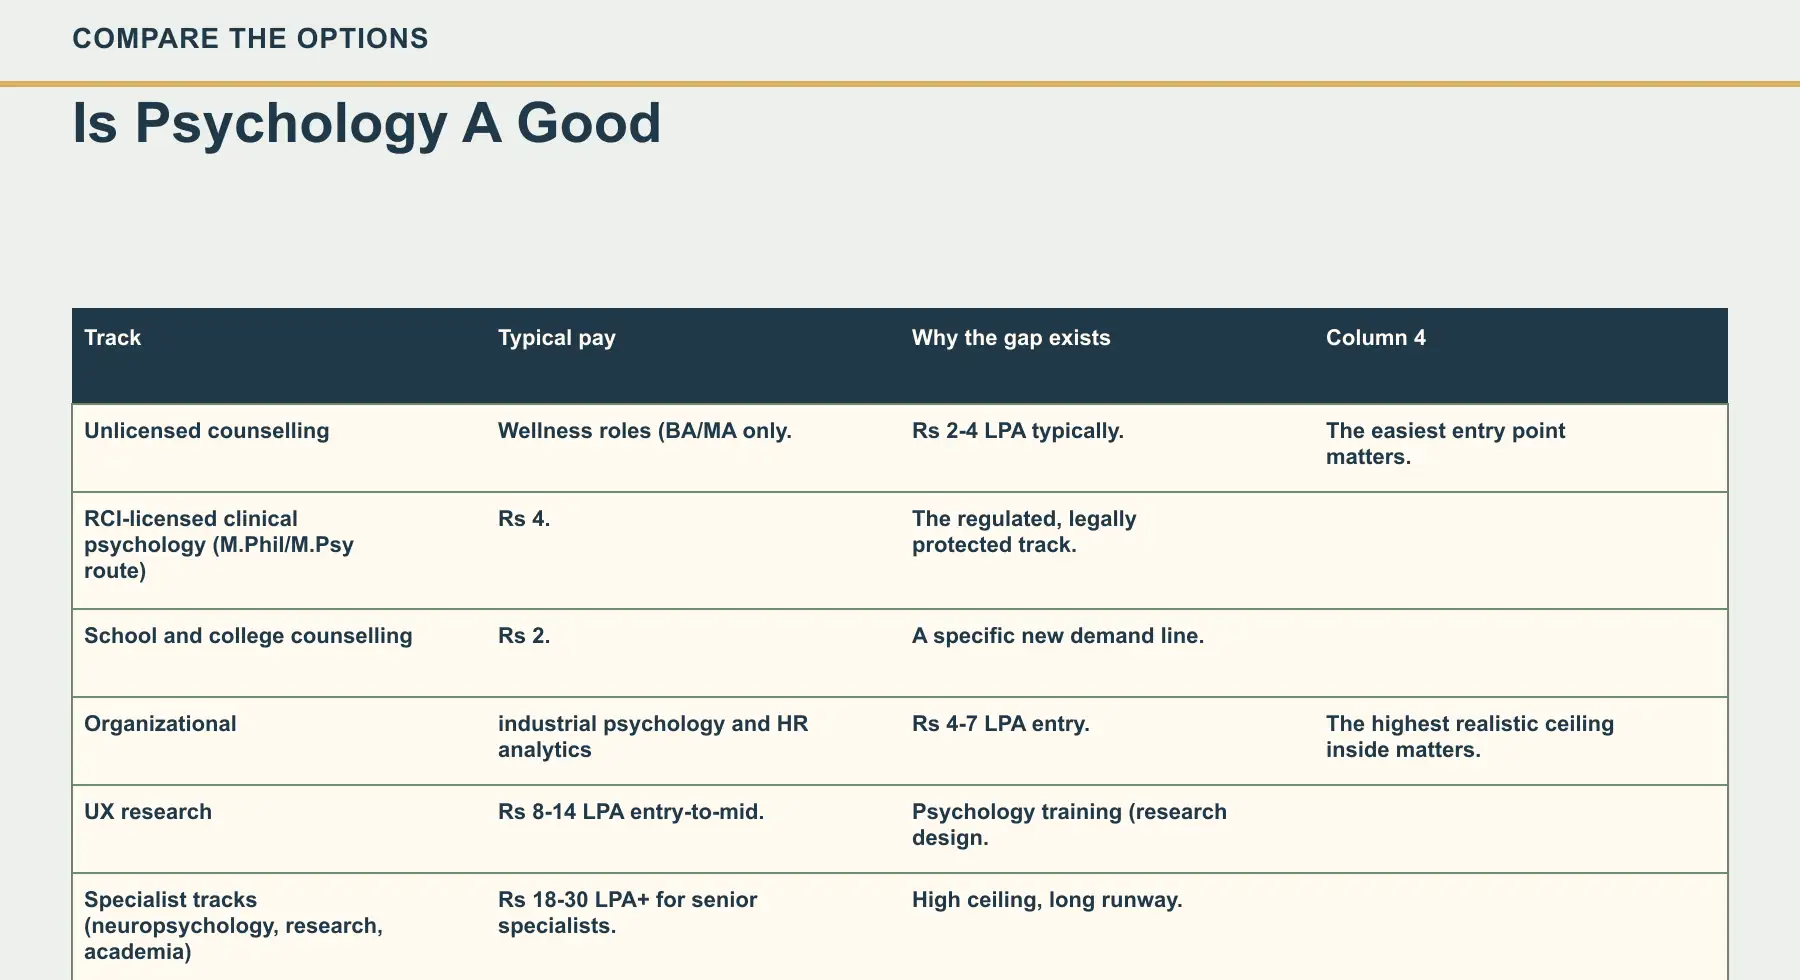 COMPARE THE OPTIONS
Is Psychology A Good
Track Typical pay Why the gap exists Column 4
Unlicensed counselling Wellness roles (BA/MA only. Rs 2-4 LPA typically. The easiest entry point
matters.
RCI-licensed clinical Rs 4. The regulated, legally
psychology (M.Phil/M.Psy protected track.
route)
School and college counselling Rs 2. A specific new demand line.
Organizational industrial psychology and HR Rs 4-7 LPA entry. The highest realistic ceiling
analytics inside matters.
UX research Rs 8-14 LPA entry-to-mid. Psychology training (research
design.
Specialist tracks Rs 18-30 LPA+ for senior High ceiling, long runway.
(neuropsychology, research, specialists.
academia)